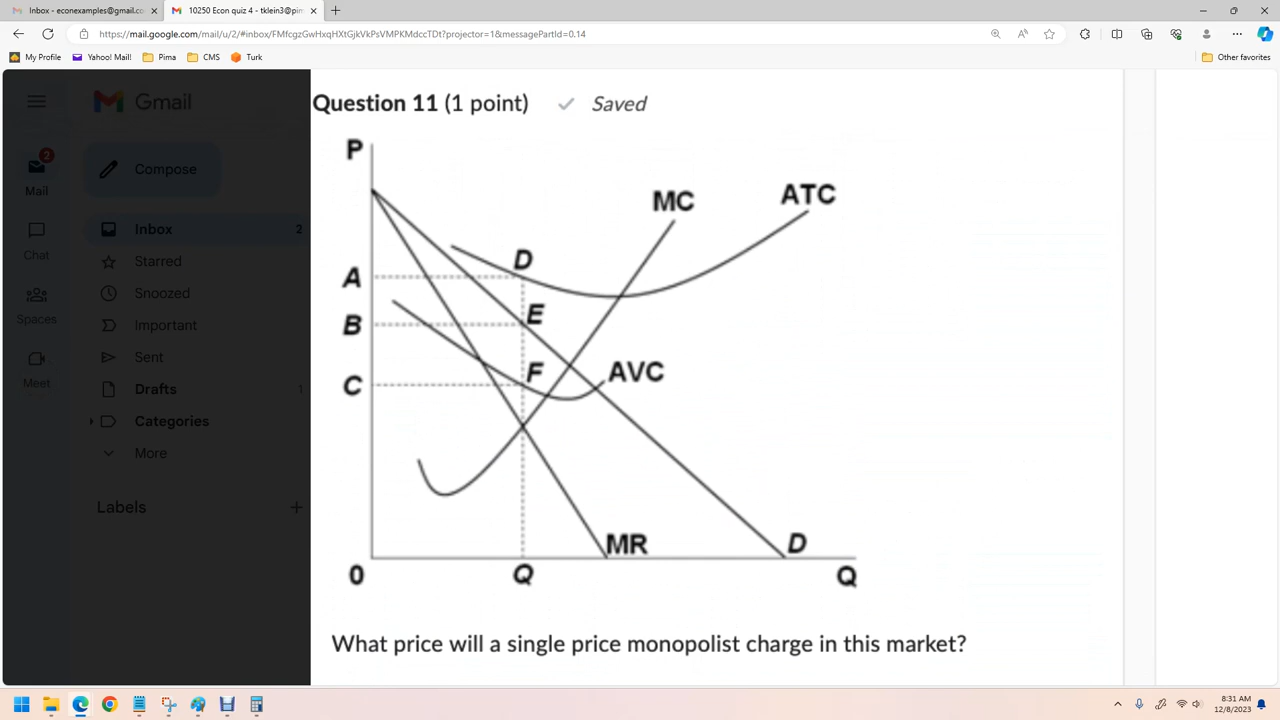 Inbox - econexamples@gmail.co
10250 Econ quiz 4 - tklein3@pim
https://mail.google.com/mail/u/2/#inbox/FMfcgzGwHxqHXtGjkVkPsVMPKMdccTDt?projector=1&messagePartId=0.14
My Profile Yahoo! Mail Pima CMS Turk Other favorites
Gmail
Compose
2
Mail
Chat
Spaces
Meet
Inbox 2
Starred
Snoozed
Important
Sent
Drafts 1
Categories
More
Labels
Question 11 (1 point) Saved
P
MC
ATC
D
A
E
B
F
AVC
C
MR
D
0
Q
Q
What price will a single price monopolist charge in this market?
8:31 AM
12/8/2023